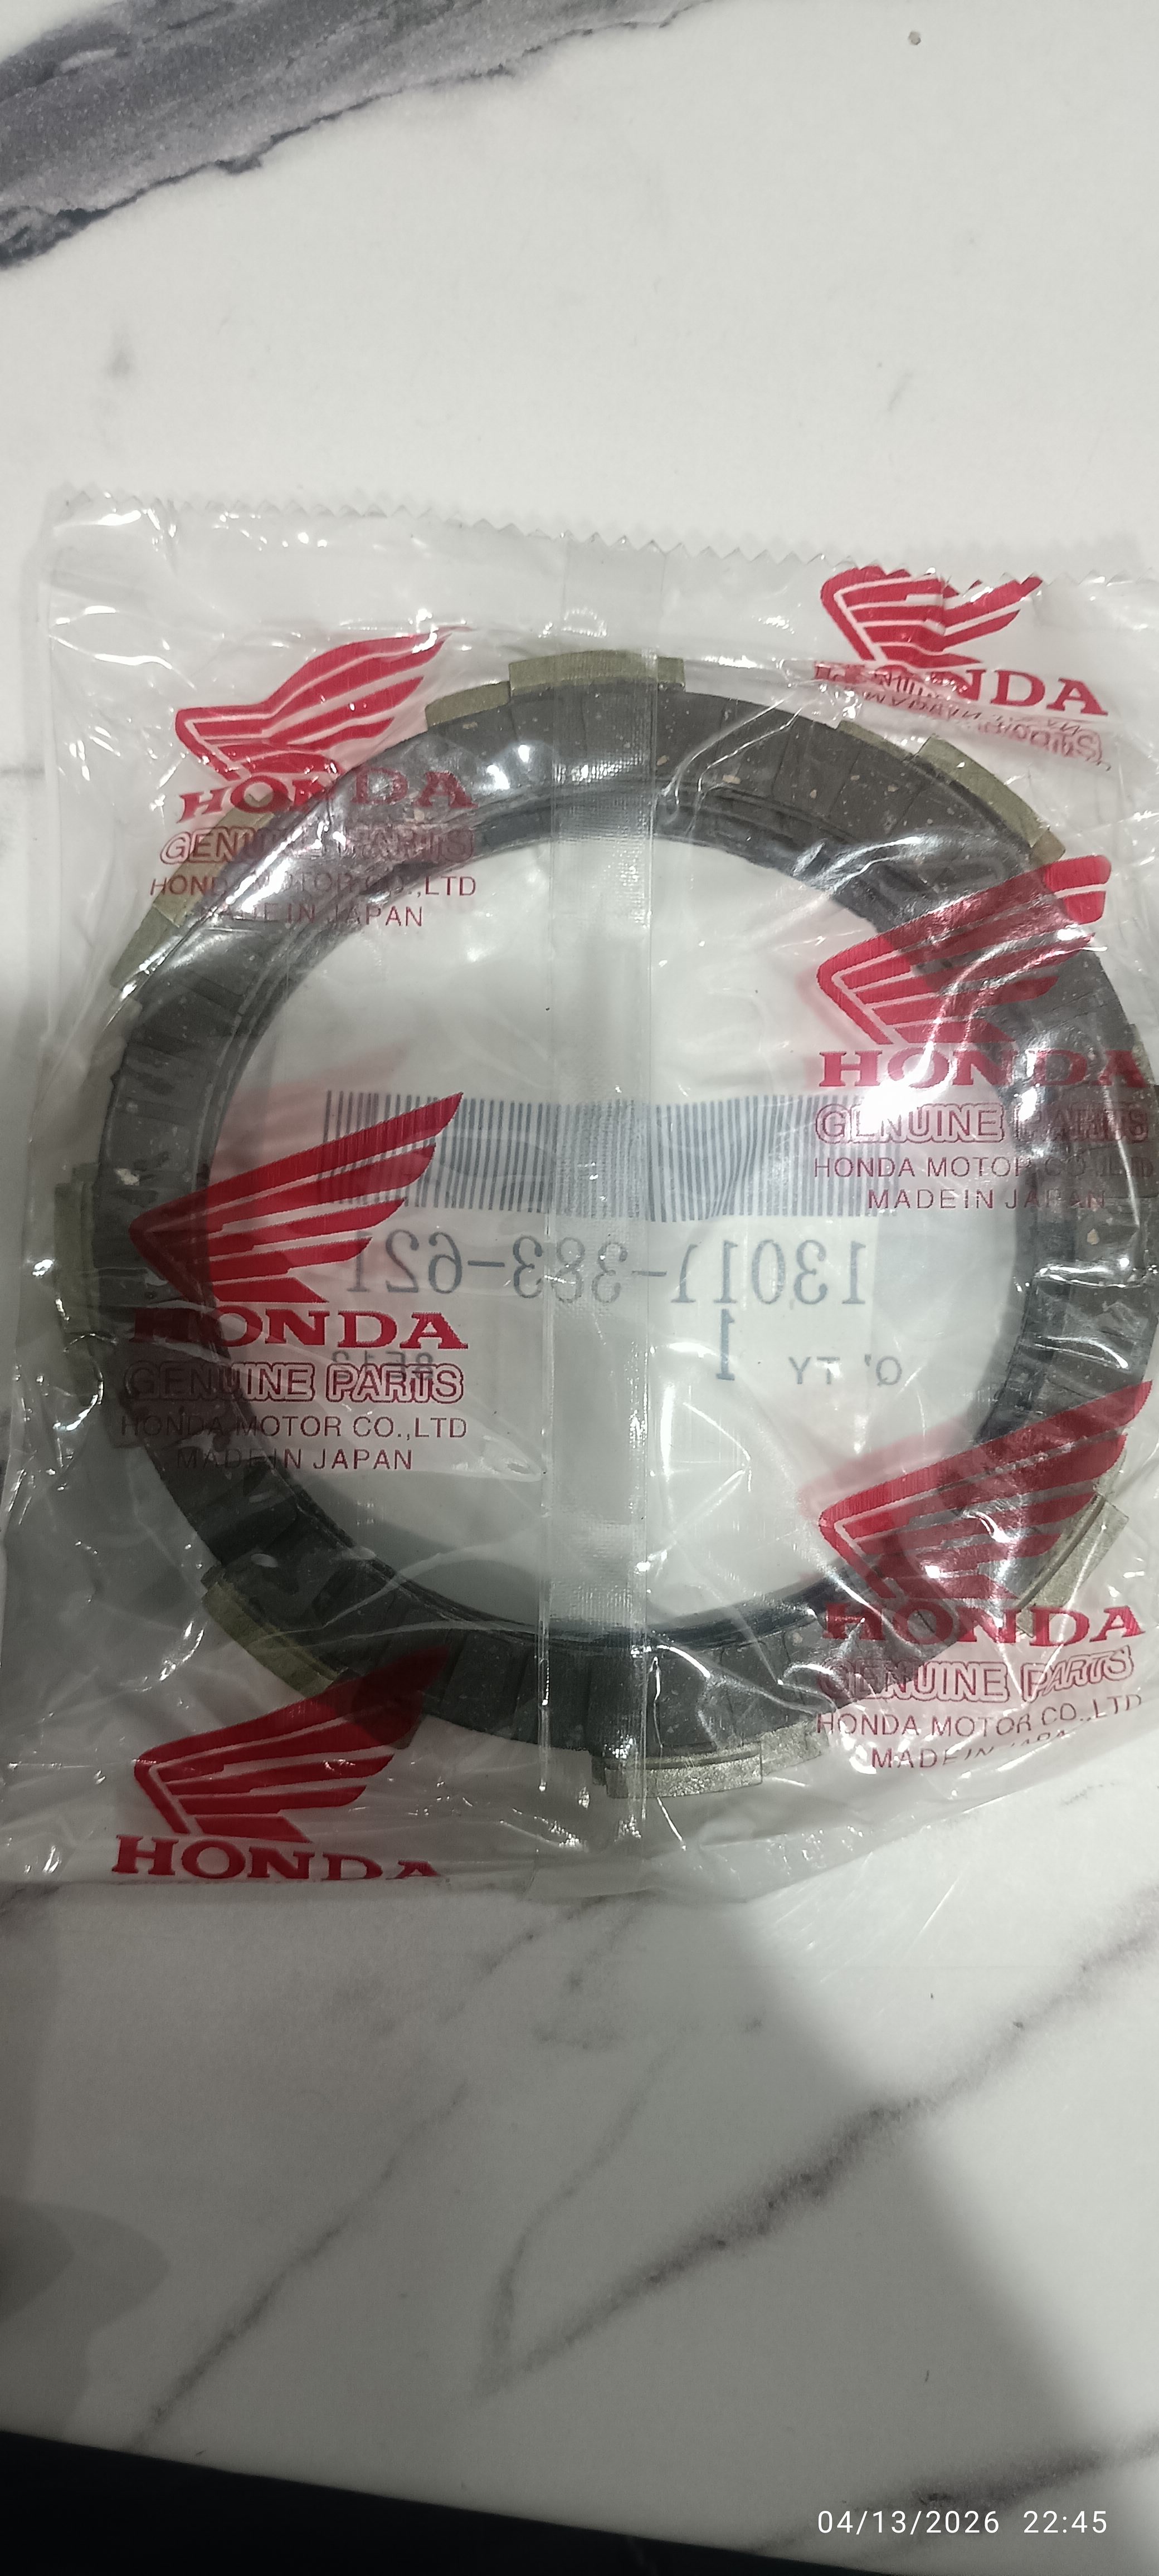 HONDA
HONDA
GENUINE PARTS
HONDA MOTOR CO.,LTD
MADE IN JAPAN
HONDA
GENUINE PARTS
HONDA MOTOR CO.,LTD
MADE IN JAPAN
13011-383-621
Q'TY 1
HONDA
GENUINE PARTS
HONDA MOTOR CO.,LTD
MADE IN JAPAN
HONDA
GENUINE PARTS
HONDA MOTOR CO.,LTD
MADE IN
HONDA
04/13/2026 22:45